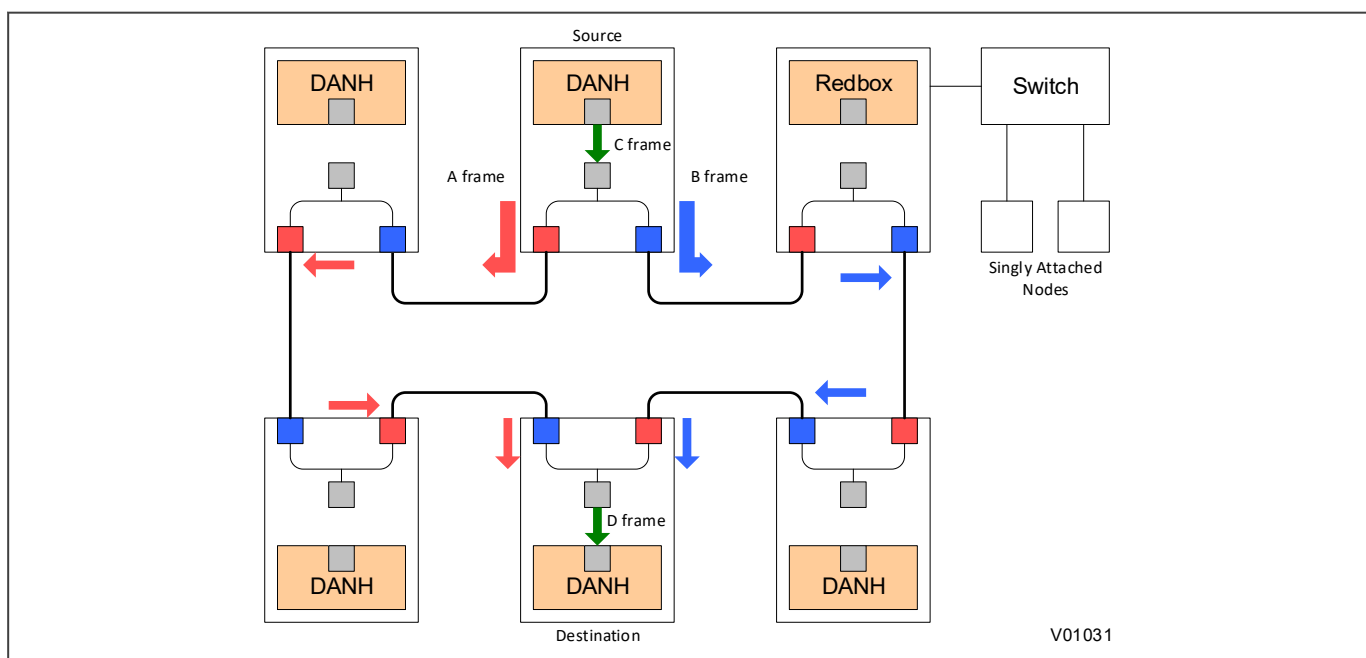 Source
DANH
DANH
Redbox
Switch
C frame
A frame
B frame
Singly Attached
Nodes
D frame
DANH
DANH
DANH
Destination
V01031